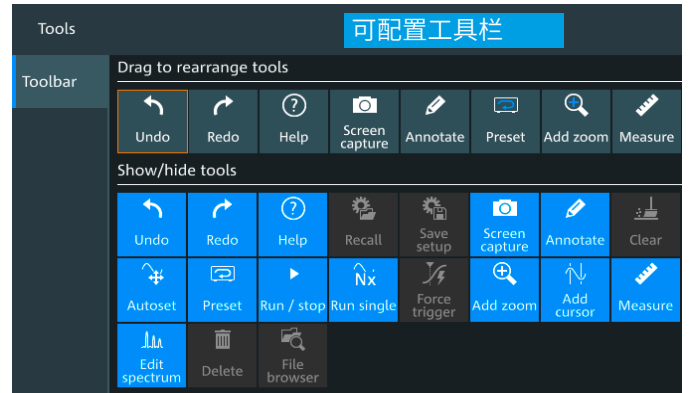 Tools
可配置工具栏
Toolbar
Drag to rearrange tools
Undo
Redo
Help
Screen
capture
Annotate
Preset
Add zoom
Measure
Show/hide tools
Undo
Redo
Help
Recall
Save
setup
Screen
capture
Annotate
Clear
Autoset
Preset
Run / stop
Nx
Run single
Force
trigger
Add zoom
Add
cursor
Measure
Edit
spectrum
Delete
File
browser